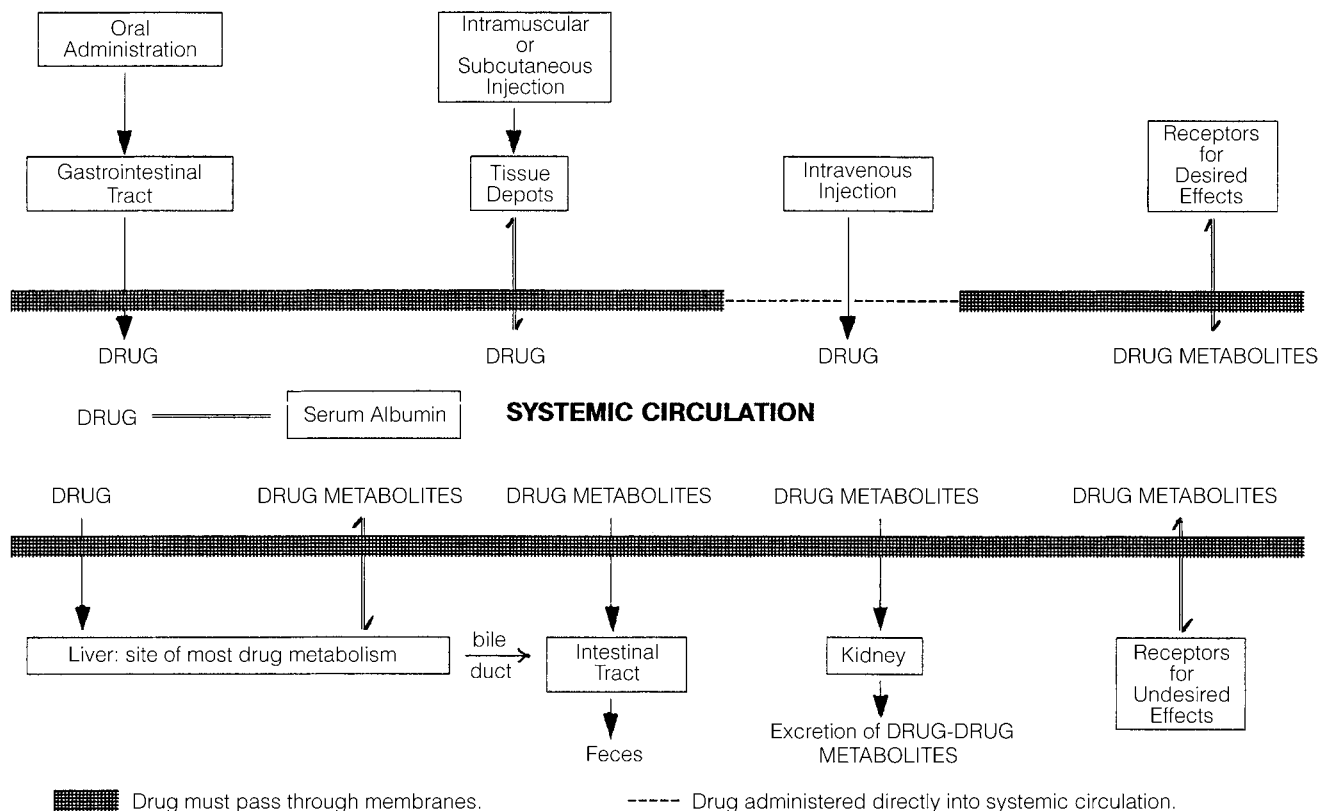 Oral
Administration
Intramuscular
or
Subcutaneous
Injection
Gastrointestinal
Tract
Tissue
Depots
Intravenous
Injection
Receptors
for
Desired
Effects
DRUG
DRUG
DRUG
DRUG METABOLITES
DRUG
Serum Albumin
SYSTEMIC CIRCULATION
DRUG
DRUG METABOLITES
DRUG METABOLITES
DRUG METABOLITES
DRUG METABOLITES
Liver: site of most drug metabolism
bile
duct
Intestinal
Tract
Feces
Kidney
Excretion of DRUG-DRUG
METABOLITES
Receptors
for
Undesired
Effects
Drug must pass through membranes.
Drug administered directly into systemic circulation.